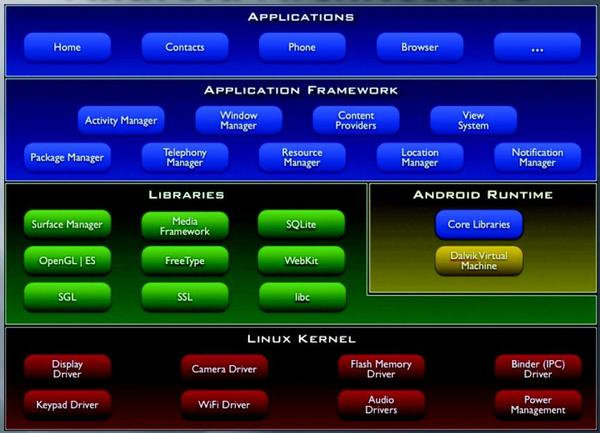 APPLICATIONS
Home
Contacts
Phone
Browser
...
APPLICATION FRAMEWORK
Activity Manager
Window
Manager
Content
Providers
View
System
Package Manager
Telephony
Manager
Resource
Manager
Location
Manager
Notification
Manager
LIBRARIES
Surface Manager
Media
Framework
SQLite
OpenGL | ES
FreeType
WebKit
SGL
SSL
libc
ANDROID RUNTIME
Core Libraries
Dalvik Virtual
Machine
LINUX KERNEL
Display
Driver
Camera Driver
Flash Memory
Driver
Binder (IPC)
Driver
Keypad Driver
WiFi Driver
Audio
Drivers
Power
Management